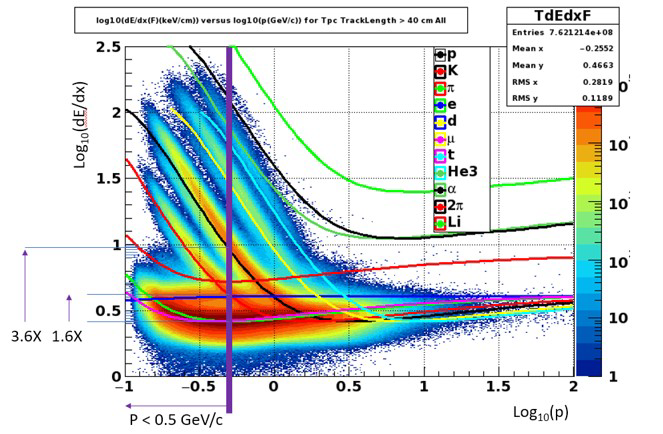 log10(dE/dx(F)(keV/cm)) versus log10(p(GeV/c)) for Tpc TrackLength > 40 cm All
TdEdxF
Entries 7.621214e+08
Mean x -0.2552
Mean y 0.4663
RMS x 0.2819
RMS y 0.1189
Log10(dE/dx)
2.5
2
1.5
1
0.5
0
p
K
π
e
d
μ
t
He3
α
2π
Li
10
10
10
10
1
3.6X 1.6X
−1 −0.5 0 0.5 1 1.5 2
P < 0.5 GeV/c
Log10(p)